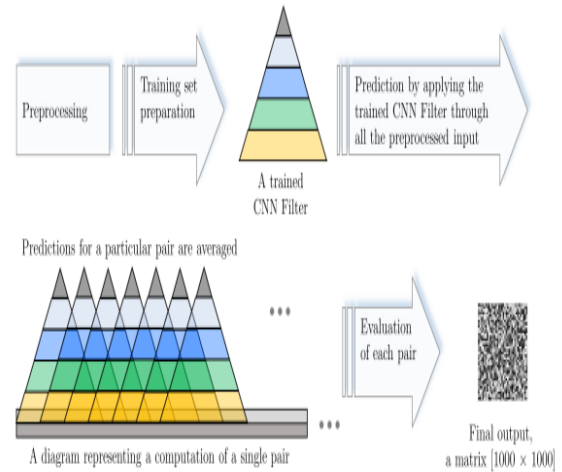 Preprocessing
Training set
preparation
A trained
CNN Filter
Prediction by applying the
trained CNN Filter through
all the preprocessed input
Predictions for a particular pair are averaged
A diagram representing a computation of a single pair
Evaluation
of each pair
Final output,
a matrix [1000 × 1000]